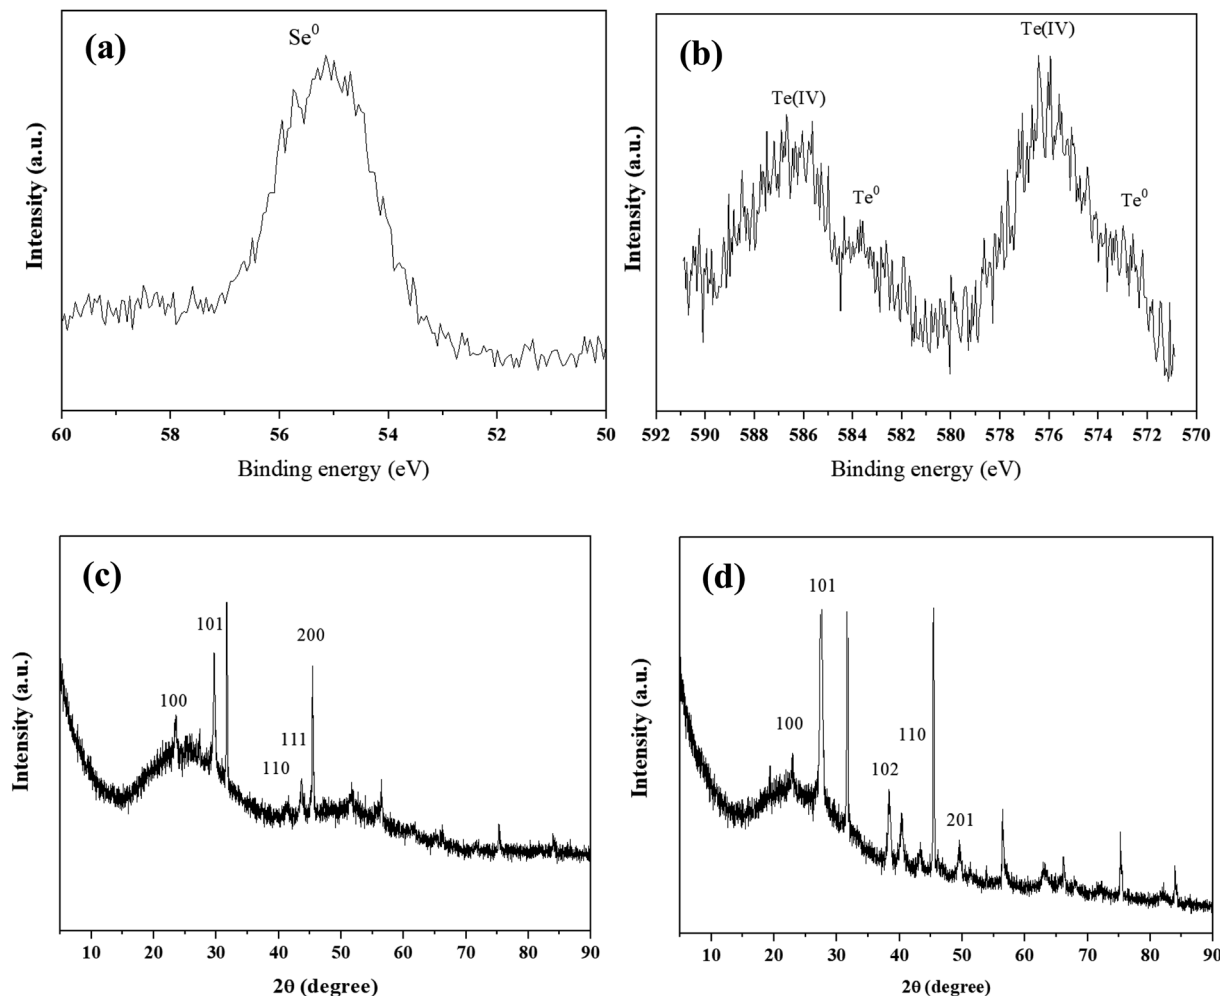 (a)
Se⁰
Intensity (a.u.)
60 58 56 54 52 50
Binding energy (eV)
(b)
Te(IV)
Te(IV)
Te⁰
Te⁰
Intensity (a.u.)
592 590 588 586 584 582 580 578 576 574 572 570
Binding energy (eV)
(c)
101
200
100
111
110
Intensity (a.u.)
10 20 30 40 50 60 70 80 90
2θ (degree)
(d)
101
100
110
102
201
Intensity (a.u.)
10 20 30 40 50 60 70 80 90
2θ (degree)